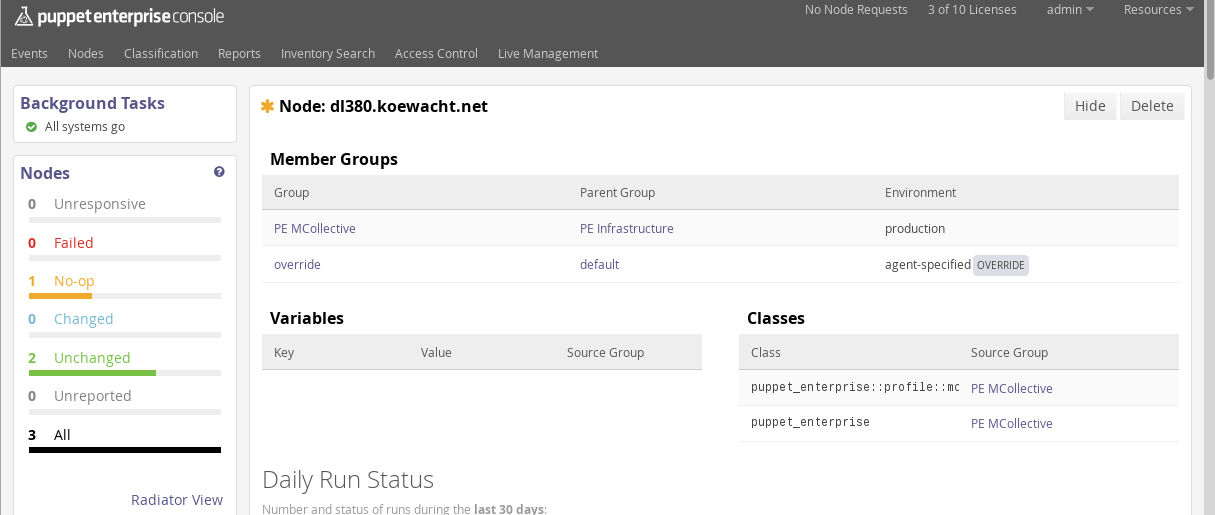 puppet enterprise console
No Node Requests 3 of 10 Licenses admin Resources
Events Nodes Classification Reports Inventory Search Access Control Live Management
Background Tasks
All systems go
Nodes ?
0 Unresponsive
0 Failed
1 No-op
0 Changed
2 Unchanged
0 Unreported
3 All
Radiator View
Node: dl380.koewacht.net
Hide Delete
Member Groups
Group Parent Group Environment
PE MCollective PE Infrastructure production
override default agent-specified OVERRIDE
Variables
Key Value Source Group
Classes
Class Source Group
puppet_enterprise::profile::mc PE MCollective
puppet_enterprise PE MCollective
Daily Run Status
Number and status of runs during the last 30 days: